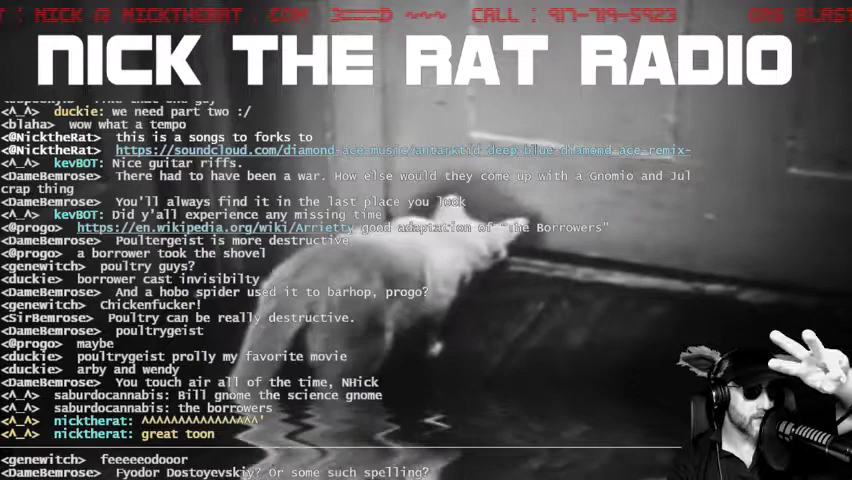 T : NICK @ NICKTHERAT . COM 3===D ~~~ CALL : 917-719-5923
NICK THE RAT RADIO
<^_^> duckie: we need part two :/
<blaha> wow what a tempo
<@NicktheRat> this is a songs to forks to
<@NicktheRat> https://soundcloud.com/diamond-ace-music/antarktid-deep-blue-diamond-ace-remix-
<^_^> kevBOT: Nice guitar riffs.
<DameBemrose> There had to have been a war. How else would they come up with a Gnomio and Jul
crap thing
<DameBemrose> You'll always find it in the last place you look
<^_^> kevBOT: Did y'all experience any missing time
<@progo> https://en.wikipedia.org/wiki/Arrietty good adaptation of "The Borrowers"
<DameBemrose> Poultergeist is more destructive
<@progo> a borrower took the shovel
<genewitch> poultry guys?
<duckie> borrower cast invisibilty
<DameBemrose> And a hobo spider used it to barhop, progo?
<genewitch> Chickenfucker!
<SirBemrose> Poultry can be really destructive.
<DameBemrose> poultrygeist
<@progo> maybe
<duckie> poultrygeist prolly my favorite movie
<duckie> arby and wendy
<DameBemrose> You touch air all of the time, NHick
<^_^> saburdocannabis: Bill gnome the science gnome
<^_^> saburdocannabis: the borrowers
<^_^> nicktherat: ^^^^^^^^^^^^^^^^^'
<^_^> nicktherat: great toon
<genewitch> feeeeeodooor
<DameBemrose> Fyodor Dostoyevskiy? Or some such spelling?